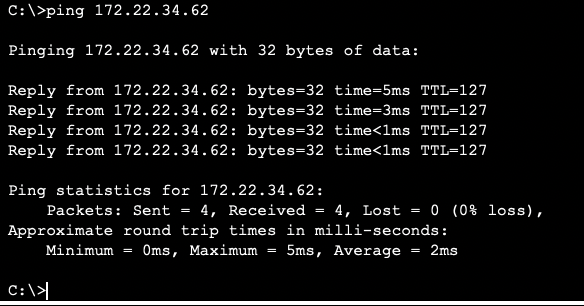 C:\>ping 172.22.34.62
Pinging 172.22.34.62 with 32 bytes of data:
Reply from 172.22.34.62: bytes=32 time=5ms TTL=127
Reply from 172.22.34.62: bytes=32 time=3ms TTL=127
Reply from 172.22.34.62: bytes=32 time<1ms TTL=127
Reply from 172.22.34.62: bytes=32 time<1ms TTL=127
Ping statistics for 172.22.34.62:
Packets: Sent = 4, Received = 4, Lost = 0 (0% loss),
Approximate round trip times in milli-seconds:
Minimum = 0ms, Maximum = 5ms, Average = 2ms
C:\>